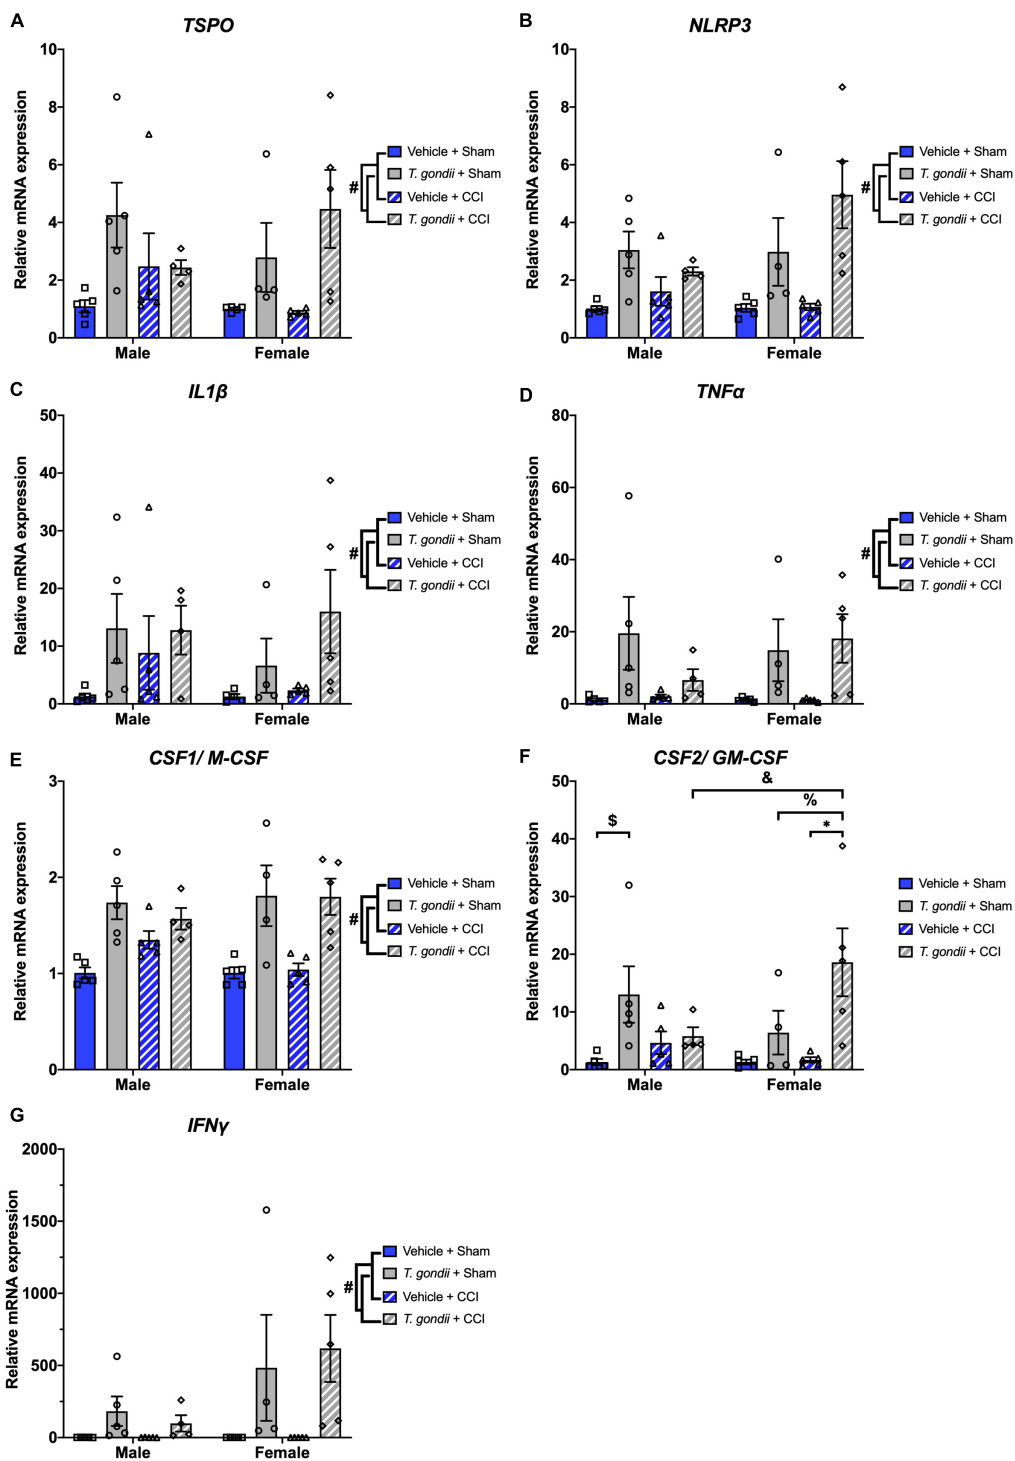 A
TSPO
Relative mRNA expression
10
8
6
4
2
0
Male
Female
#
Vehicle + Sham
T. gondii + Sham
Vehicle + CCI
T. gondii + CCI
B
NLRP3
Relative mRNA expression
10
8
6
4
2
0
Male
Female
#
Vehicle + Sham
T. gondii + Sham
Vehicle + CCI
T. gondii + CCI
C
IL1β
Relative mRNA expression
50
40
30
20
10
0
Male
Female
#
Vehicle + Sham
T. gondii + Sham
Vehicle + CCI
T. gondii + CCI
D
TNFα
Relative mRNA expression
80
60
40
20
0
Male
Female
#
Vehicle + Sham
T. gondii + Sham
Vehicle + CCI
T. gondii + CCI
E
CSF1/ M-CSF
Relative mRNA expression
3
2
1
0
Male
Female
#
Vehicle + Sham
T. gondii + Sham
Vehicle + CCI
T. gondii + CCI
F
CSF2/ GM-CSF
Relative mRNA expression
50
40
30
20
10
0
&
%
*
$
Male
Female
Vehicle + Sham
T. gondii + Sham
Vehicle + CCI
T. gondii + CCI
G
IFNγ
Relative mRNA expression
2000
1500
1000
500
0
Male
Female
#
Vehicle + Sham
T. gondii + Sham
Vehicle + CCI
T. gondii + CCI